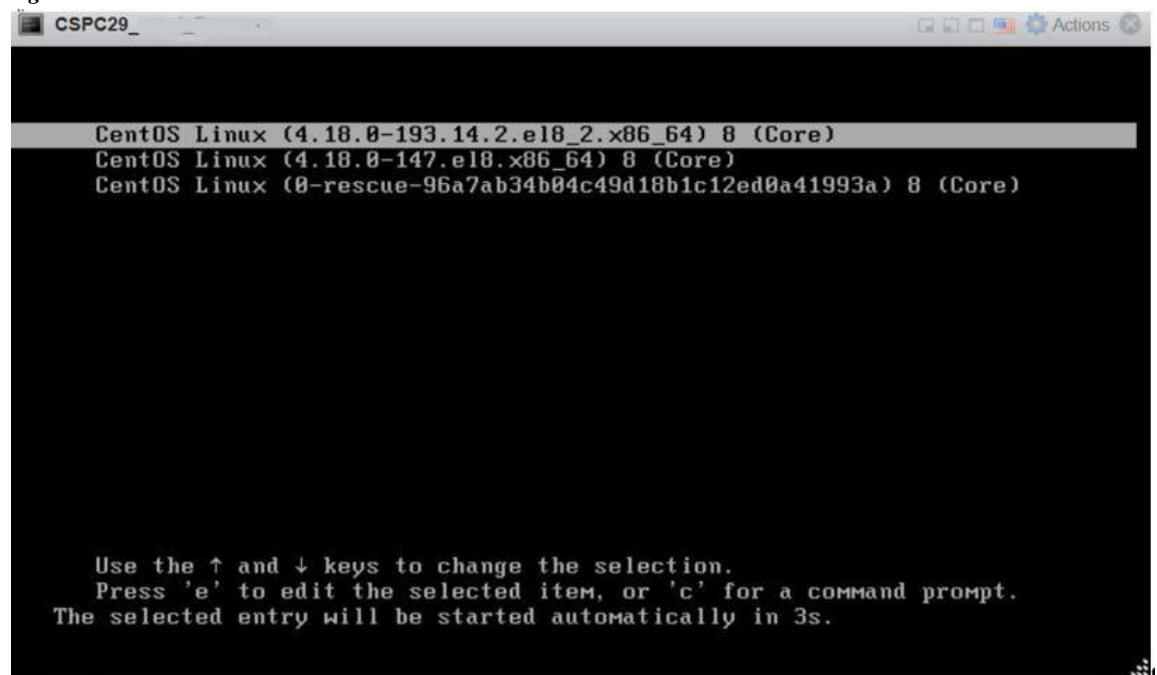 CSPC29_ Actions
CentOS Linux (4.18.0-193.14.2.el8_2.x86_64) 8 (Core)
CentOS Linux (4.18.0-147.el8.x86_64) 8 (Core)
CentOS Linux (0-rescue-96a7ab34b04c49d18b1c12ed0a41993a) 8 (Core)
Use the ↑ and ↓ keys to change the selection.
Press 'e' to edit the selected item, or 'c' for a command prompt.
The selected entry will be started automatically in 3s.